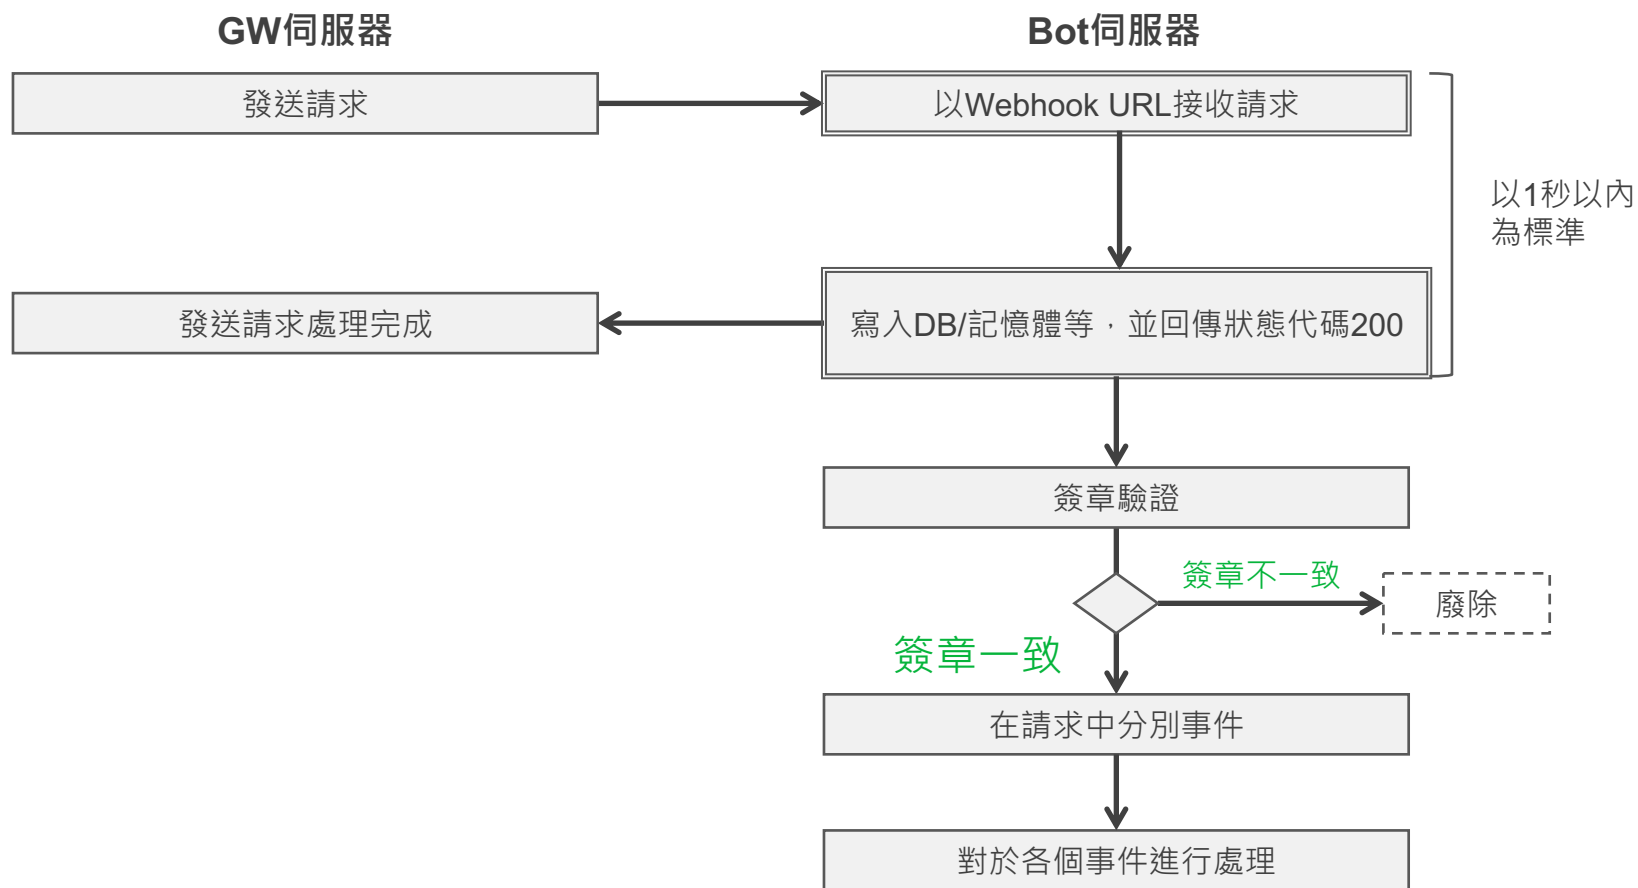 GW伺服器
Bot伺服器
發送請求
以Webhook URL接收請求
以1秒以內
為標準
發送請求處理完成
寫入DB/記憶體等，並回傳狀態代碼200
簽章驗證
簽章不一致
廢除
簽章一致
在請求中分別事件
對於各個事件進行處理